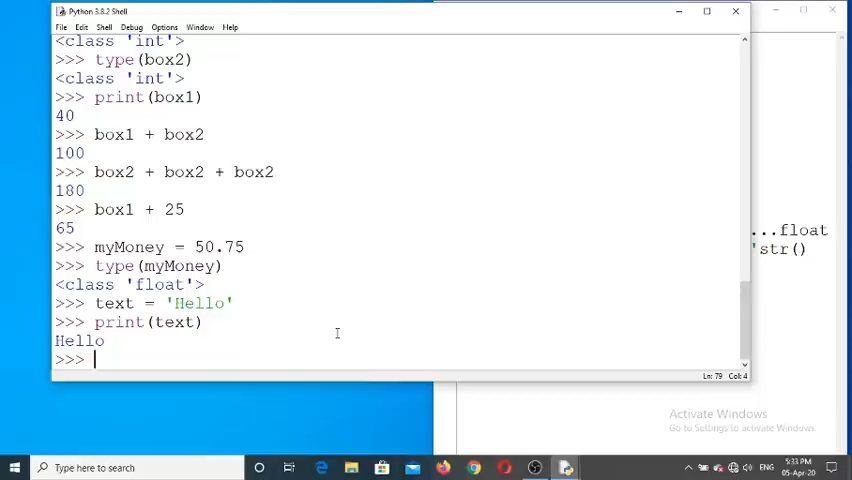 Python 3.8.2 Shell
File Edit Shell Debug Options Window Help
<class 'int'>
>>> type(box2)
<class 'int'>
>>> print(box1)
40
>>> box1 + box2
100
>>> box2 + box2 + box2
180
>>> box1 + 25
65
>>> myMoney = 50.75
>>> type(myMoney)
<class 'float'>
>>> text = 'Hello'
>>> print(text)
Hello
>>>
Ln: 79 Col: 4
...float
'str()
Activate Windows
Go to Settings to activate Windows.
Type here to search
ENG
5:33 PM
05-Apr-20